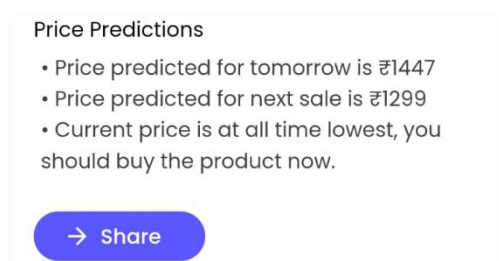 Price Predictions
• Price predicted for tomorrow is ₹1447
• Price predicted for next sale is ₹1299
• Current price is at all time lowest, you
should buy the product now.
→ Share